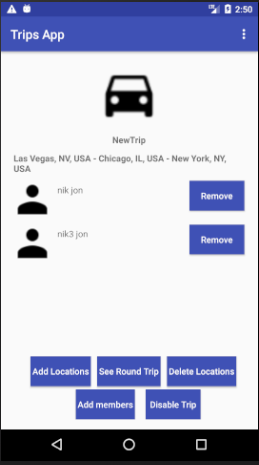 2:50
Trips App
NewTrip
Las Vegas, NV, USA - Chicago, IL, USA - New York, NY,
USA
nik jon
Remove
nik3 jon
Remove
Add Locations See Round Trip Delete Locations
Add members Disable Trip